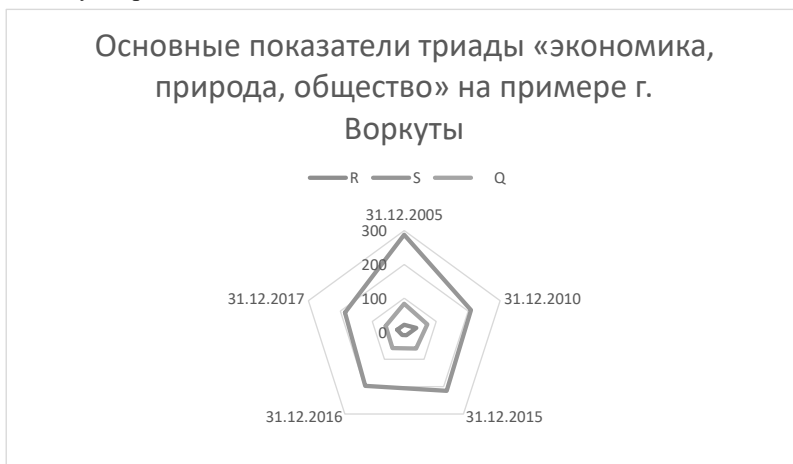 Основные показатели триады «экономика,
природа, общество» на примере г.
Воркуты
R S Q
31.12.2005
300
200
31.12.2017
31.12.2010
100
0
31.12.2016
31.12.2015